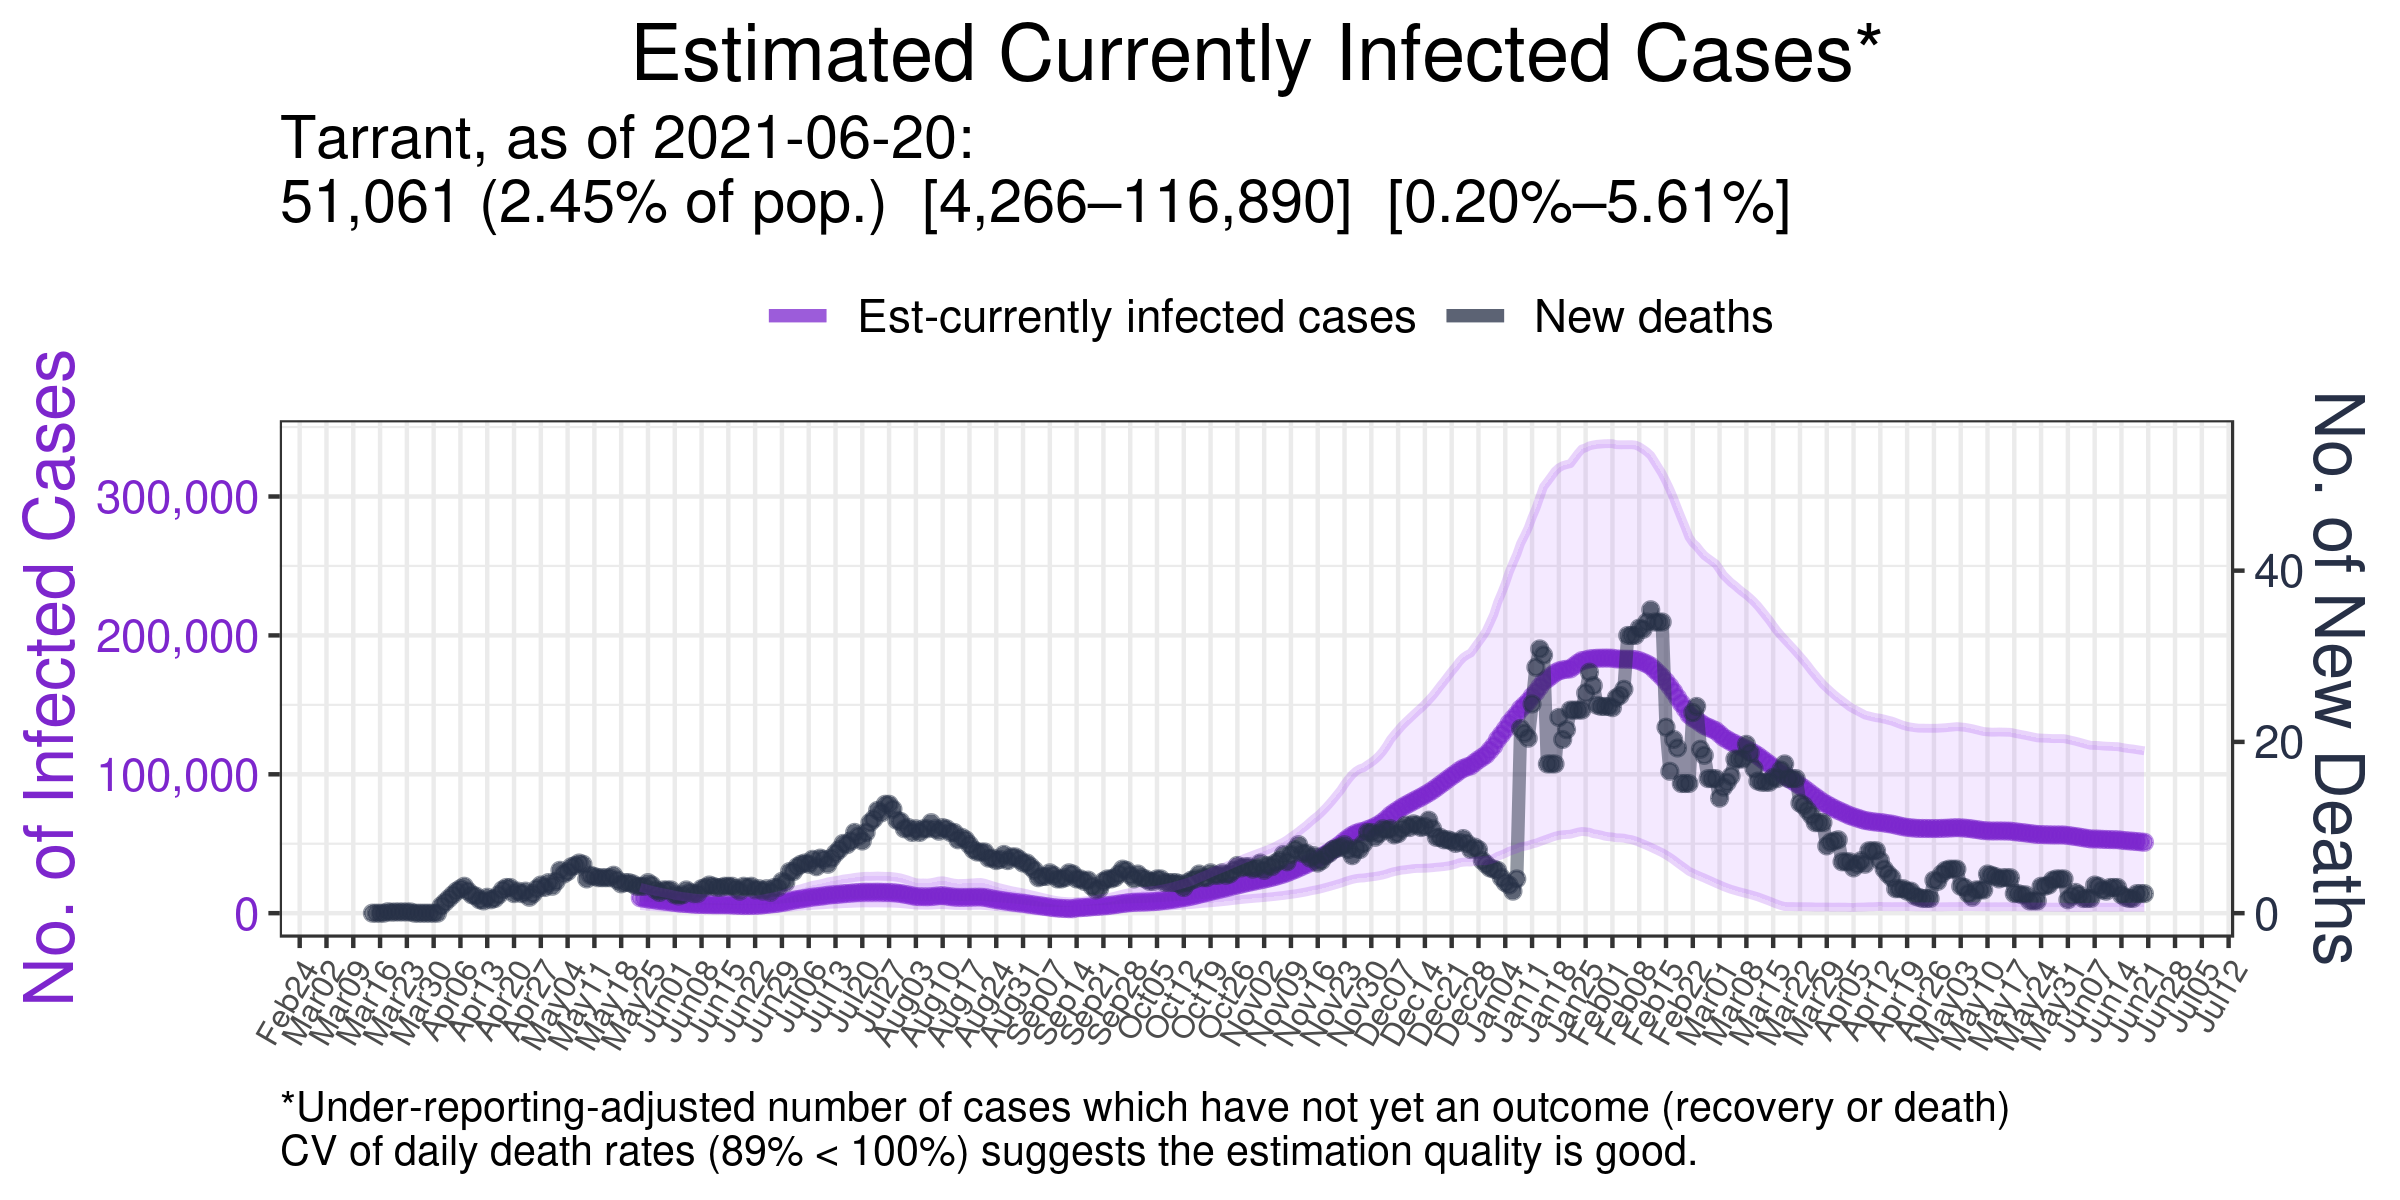 Estimated Currently Infected Cases*
Tarrant, as of 2021-06-20:
51,061 (2.45% of pop.) [4,266–116,890] [0.20%–5.61%]
Est-currently infected cases
New deaths
No. of Infected Cases
300,000
200,000
100,000
0
40
20
0
No. of New Deaths
Feb24
Mar02
Mar09
Mar16
Mar23
Mar30
Apr06
Apr13
Apr20
Apr27
May04
May11
May18
May25
Jun01
Jun08
Jun15
Jun22
Jun29
Jul06
Jul13
Jul20
Jul27
Aug03
Aug10
Aug17
Aug24
Aug31
Sep07
Sep14
Sep21
Sep28
Oct05
Oct12
Oct19
Oct26
Nov02
Nov09
Nov16
Nov23
Nov30
Dec07
Dec14
Dec21
Dec28
Jan04
Jan11
Jan18
Jan25
Feb01
Feb08
Feb15
Feb22
Mar01
Mar08
Mar15
Mar22
Mar29
Apr05
Apr12
Apr19
Apr26
May03
May10
May17
May24
May31
Jun07
Jun14
Jun21
Jun28
Jul05
Jul12
*Under-reporting-adjusted number of cases which have not yet an outcome (recovery or death)
CV of daily death rates (89% < 100%) suggests the estimation quality is good.